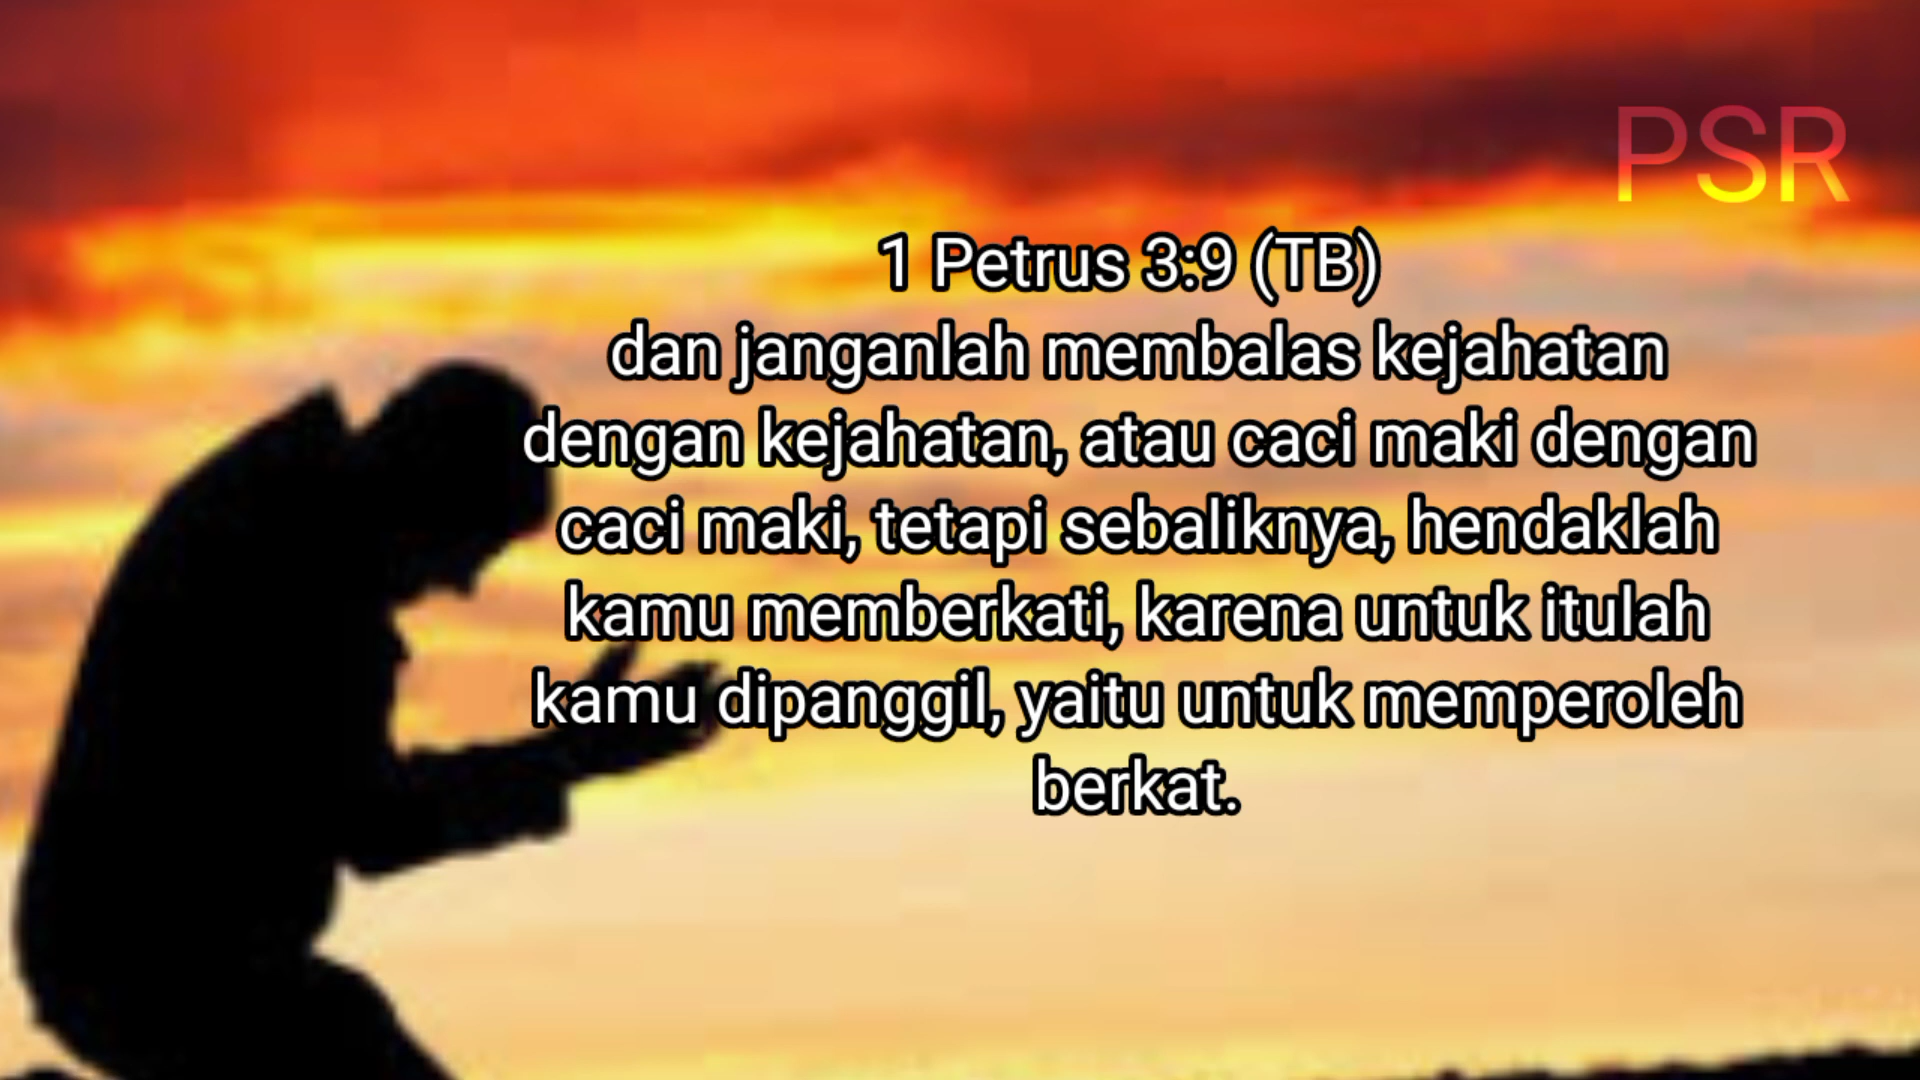 PSR
1 Petrus 3:9 (TB)
dan janganlah membalas kejahatan
dengan kejahatan, atau caci maki dengan
caci maki, tetapi sebaliknya, hendaklah
kamu memberkati, karena untuk itulah
kamu dipanggil, yaitu untuk memperoleh
berkat.